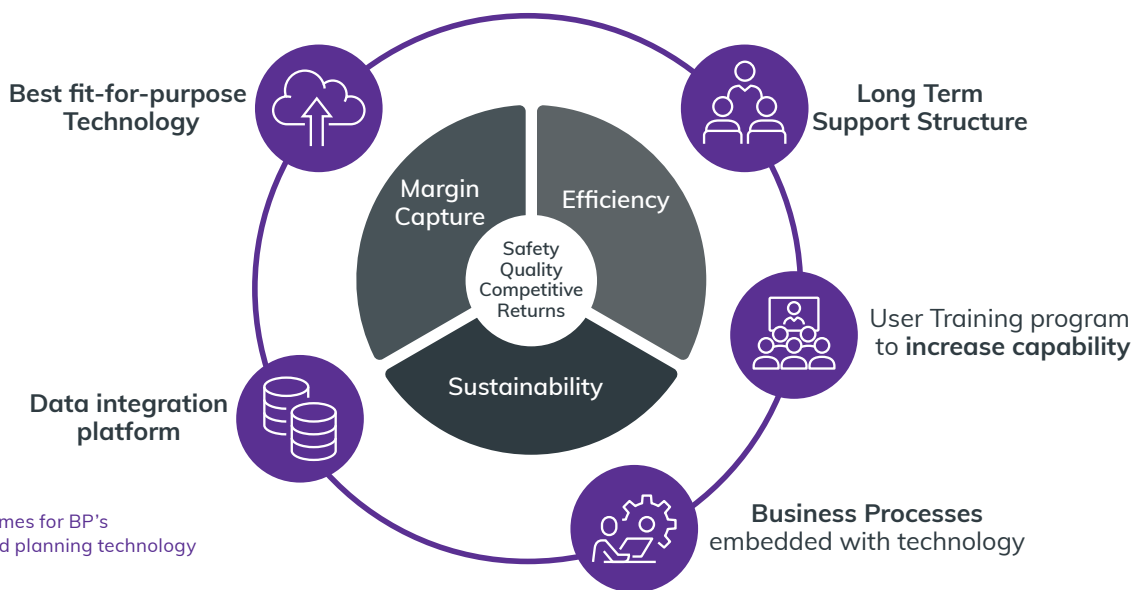 Best fit-for-purpose
Technology
Long Term
Support Structure
Margin
Capture
Efficiency
Safety
Quality
Competitive
Returns
User Training program
to increase capability
Sustainability
Data integration
platform
Business Processes
embedded with technology
for BP's
planning technology